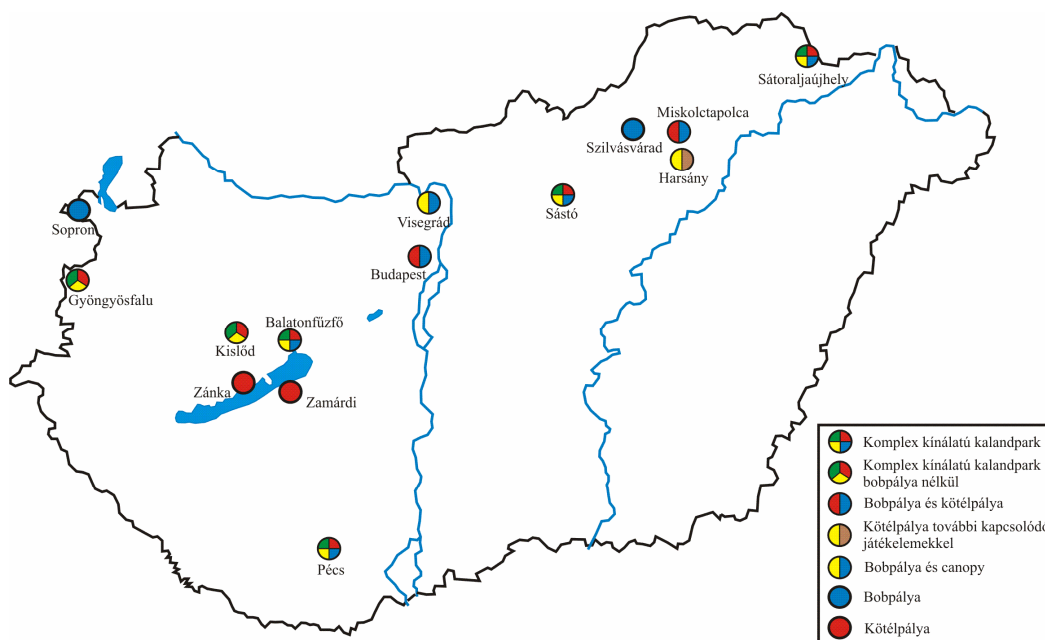 Sátoraljaújhely
Miskolctapolca
Szilvásvárad
Harsány
Sástó
Visegrád
Sopron
Budapest
Gyöngyösfalu
Balatonfűzfő
Kislőd
Zánka
Zamárdi
Pécs
Komplex kínálatú kalandpark
Komplex kínálatú kalandpark
bobpálya nélkül
Bobpálya és kötélpálya
Kötélpálya további kapcsolódó
játékelemekkel
Bobpálya és canopy
Bobpálya
Kötélpálya